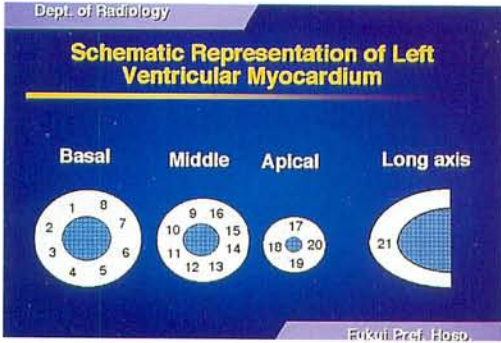 Dept. of Radiology
Schematic Representation of Left
Ventricular Myocardium
Basal
Middle
Apical
Long axis
1 8
2 7
3 6
4 5
9 16
10 15
11 14
12 13
17
18 20
19
21
Fukui Pref. Hosp.